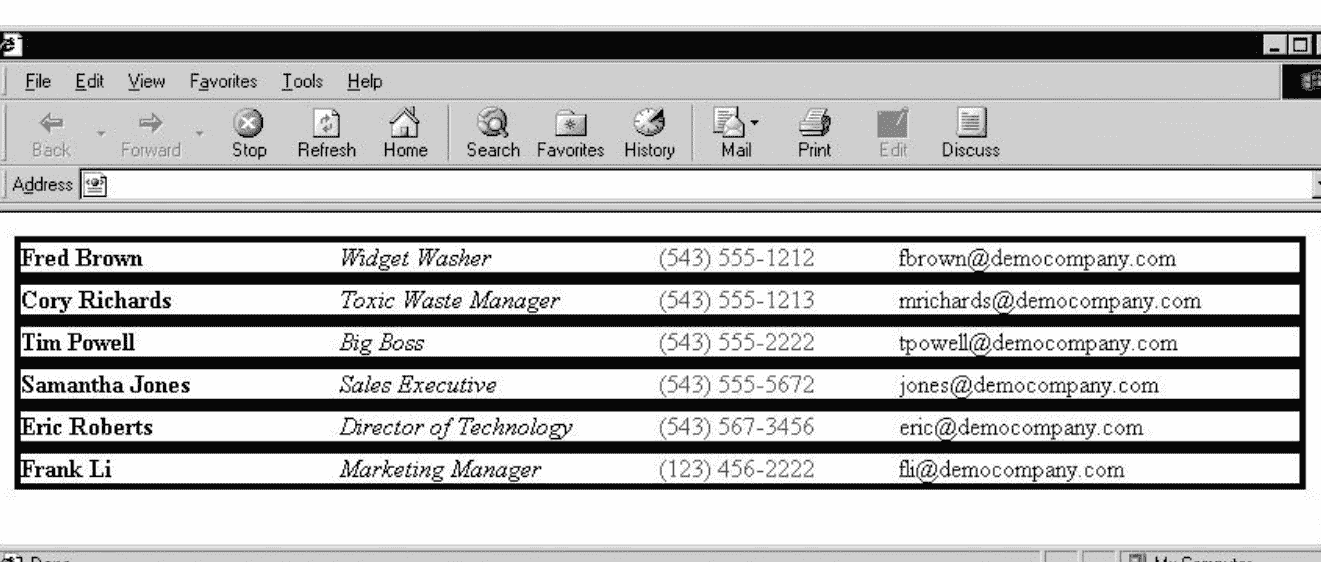 File Edit View Favorites Tools Help
Back Forward Stop Refresh Home Search Favorites History Mail Print Edit Discuss
Address
Fred Brown Widget Washer (543) 555-1212 fbrown@democompany.com
Cory Richards Toxic Waste Manager (543) 555-1213 mrichards@democompany.com
Tim Powell Big Boss (543) 555-2222 tpowell@democompany.com
Samantha Jones Sales Executive (543) 555-5672 jones@democompany.com
Eric Roberts Director of Technology (543) 567-3456 eric@democompany.com
Frank Li Marketing Manager (123) 456-2222 fli@democompany.com
Done My Computer